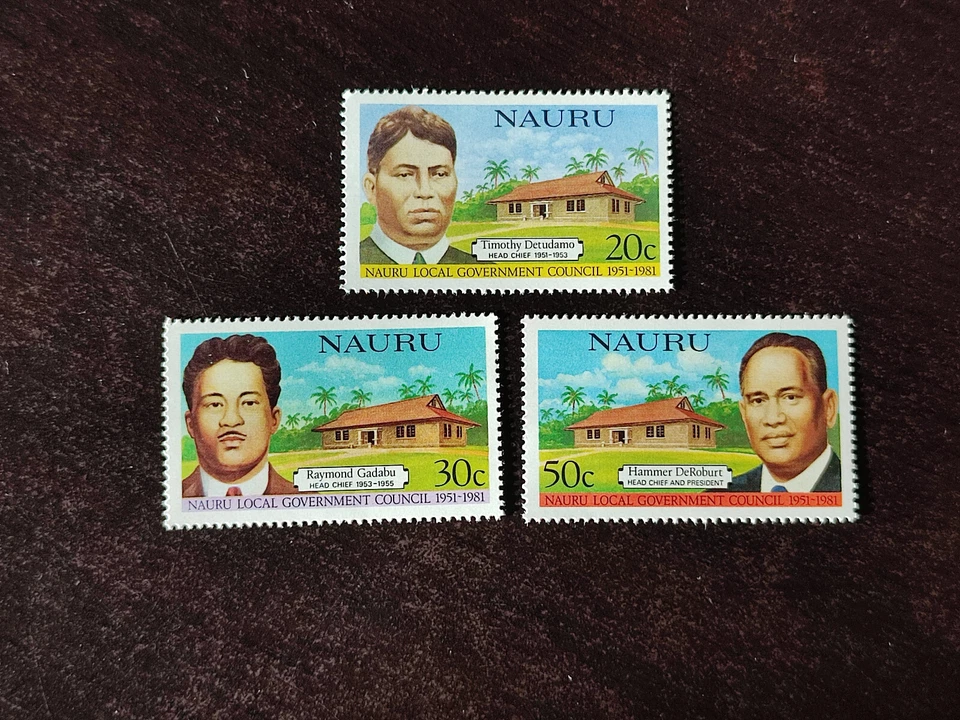 NAURU
Timothy Detudamo
HEAD CHIEF 1951-1953
20c
NAURU LOCAL GOVERNMENT COUNCIL 1951-1981
NAURU
Raymond Gadabu
HEAD CHIEF 1953-1955
30c
NAURU LOCAL GOVERNMENT COUNCIL 1951-1981
NAURU
50c
Hammer DeRoburt
HEAD CHIEF AND PRESIDENT
NAURU LOCAL GOVERNMENT COUNCIL 1951-1981